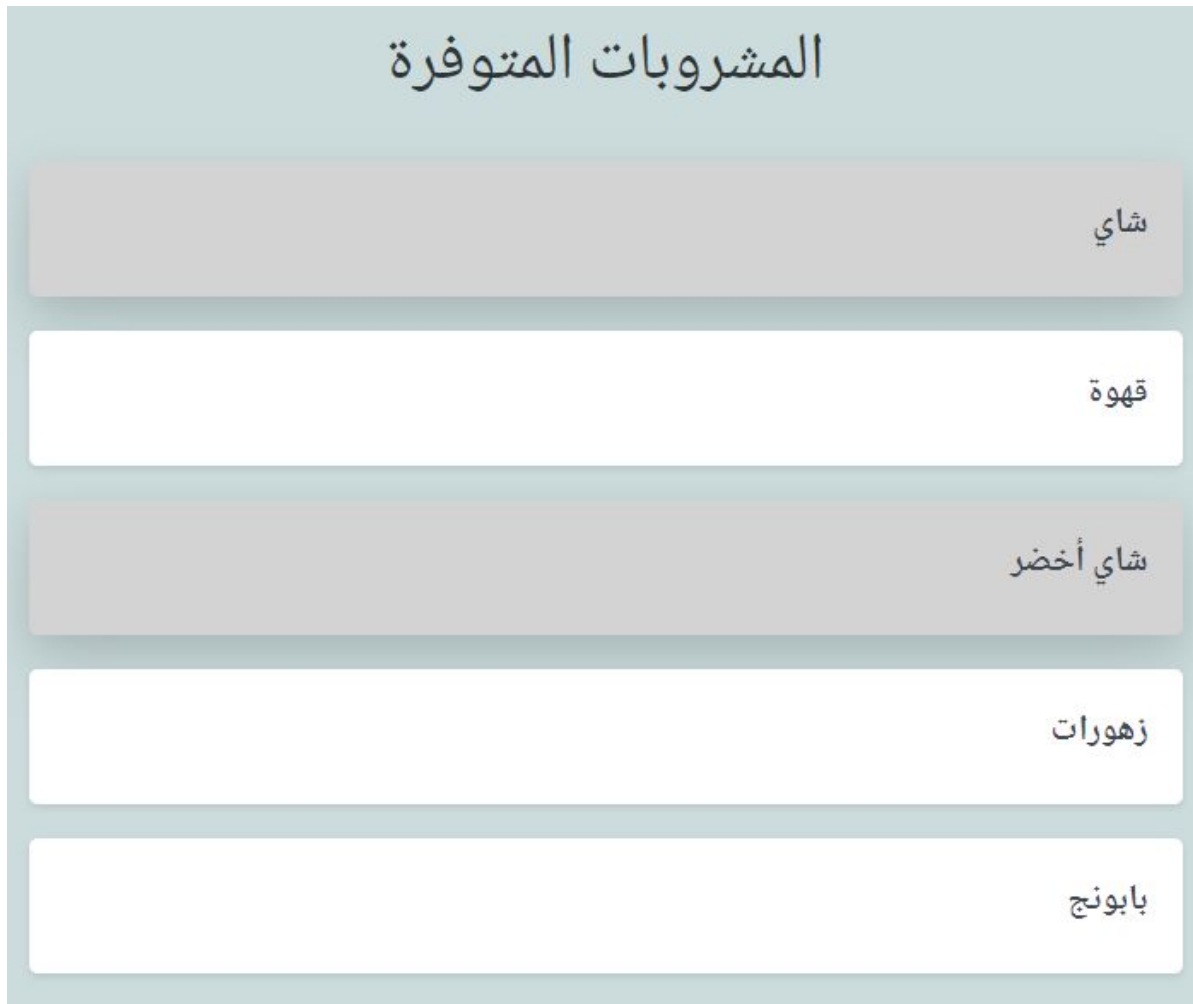 المشروبات المتوفرة
شاي
قهوة
شاي أخضر
زهورات
بابونج